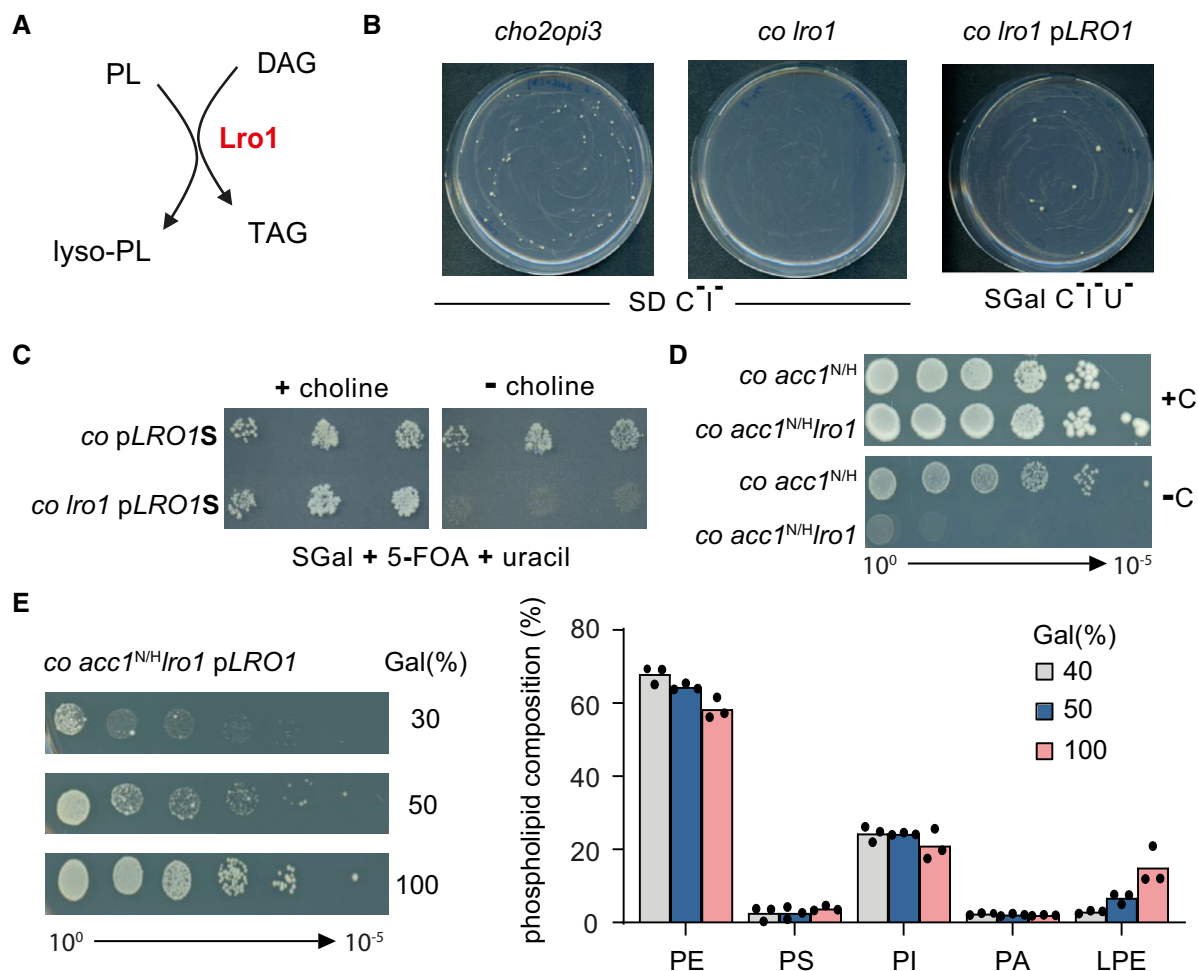 A
PL
DAG
Lro1
lyso-PL
TAG
B
cho2opi3
co lro1
co lro1 pLRO1
SD C⁻I⁻
SGal C⁻I⁻U⁻
C
+ choline
- choline
co pLRO1S
co lro1 pLRO1S
SGal + 5-FOA + uracil
D
co acc1N/H
co acc1N/Hlro1
+C
co acc1N/H
co acc1N/Hlro1
-C
10⁰
10⁻⁵
E
co acc1N/Hlro1 pLRO1
Gal(%)
30
50
100
10⁰
10⁻⁵
phospholipid composition (%)
80
60
40
20
0
Gal(%)
40
50
100
PE
PS
PI
PA
LPE